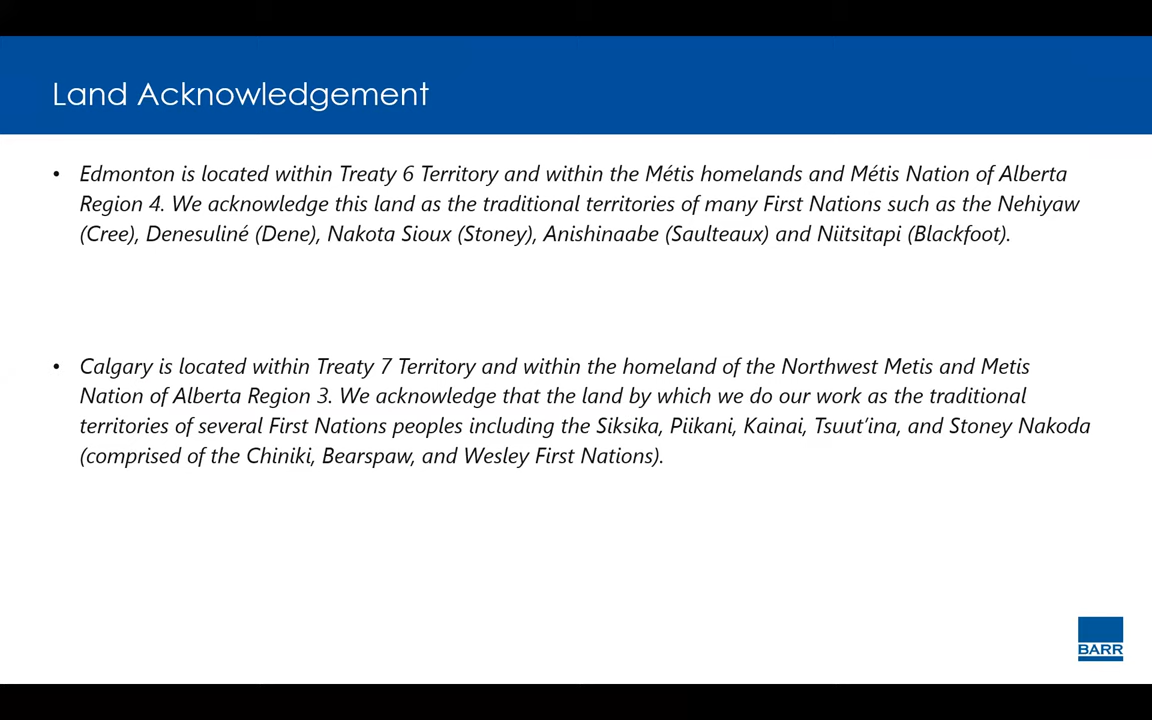 Land Acknowledgement
• Edmonton is located within Treaty 6 Territory and within the Métis homelands and Métis Nation of Alberta
Region 4. We acknowledge this land as the traditional territories of many First Nations such as the Nehiyaw
(Cree), Denesuliné (Dene), Nakota Sioux (Stoney), Anishinaabe (Saulteaux) and Niitsitapi (Blackfoot).
• Calgary is located within Treaty 7 Territory and within the homeland of the Northwest Metis and Metis
Nation of Alberta Region 3. We acknowledge that the land by which we do our work as the traditional
territories of several First Nations peoples including the Siksika, Piikani, Kainai, Tsuut’ina, and Stoney Nakoda
(comprised of the Chiniki, Bearspaw, and Wesley First Nations).
BARR